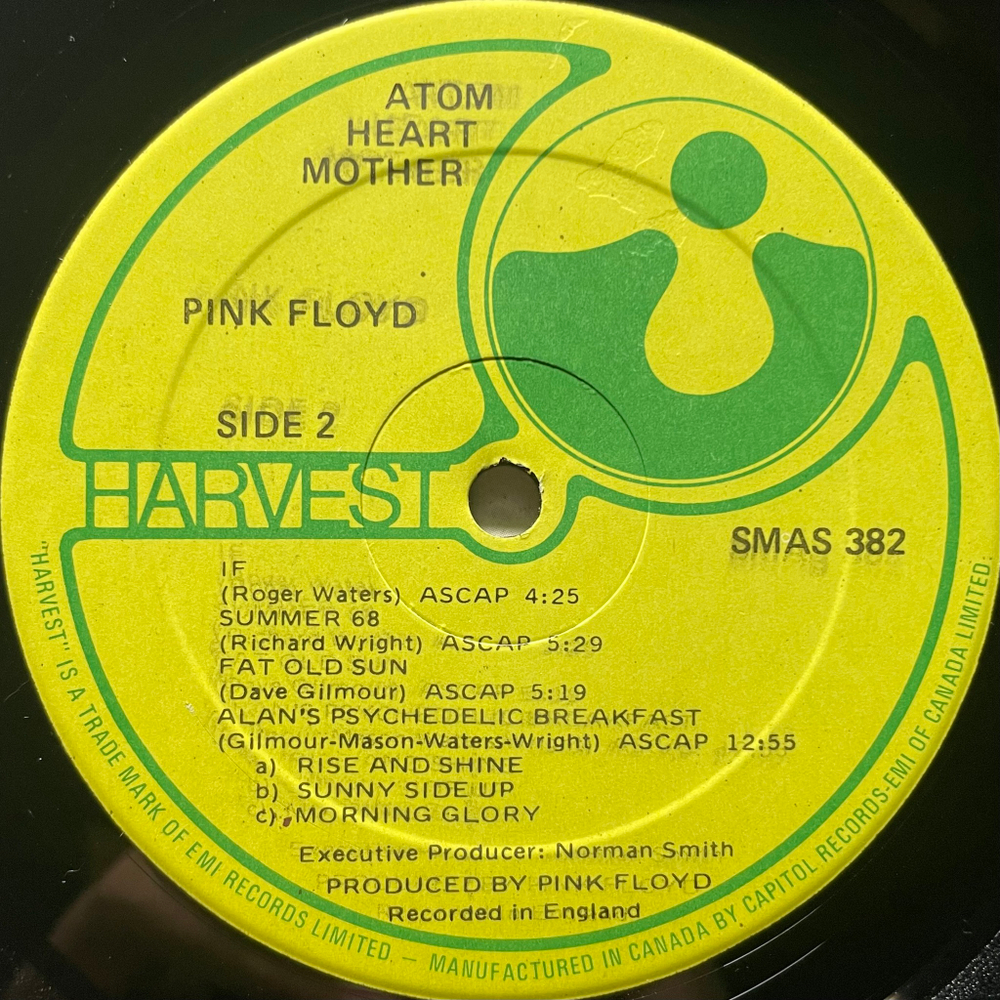 ATOM
HEART
MOTHER
PINK FLOYD
SIDE 2
HARVEST
SMAS 382
IF
(Roger Waters) ASCAP 4:25
SUMMER 68
(Richard Wright) ASCAP 5:29
FAT OLD SUN
(Dave Gilmour) ASCAP 5:19
ALAN'S PSYCHEDELIC BREAKFAST
(Gilmour-Mason-Waters-Wright) ASCAP 12:55
a) RISE AND SHINE
b) SUNNY SIDE UP
c) MORNING GLORY
Executive Producer: Norman Smith
PRODUCED BY PINK FLOYD
Recorded in England
"HARVEST" IS A TRADE MARK OF EMI RECORDS LIMITED. — MANUFACTURED IN CANADA BY CAPITOL RECORDS-EMI OF CANADA LIMITED.